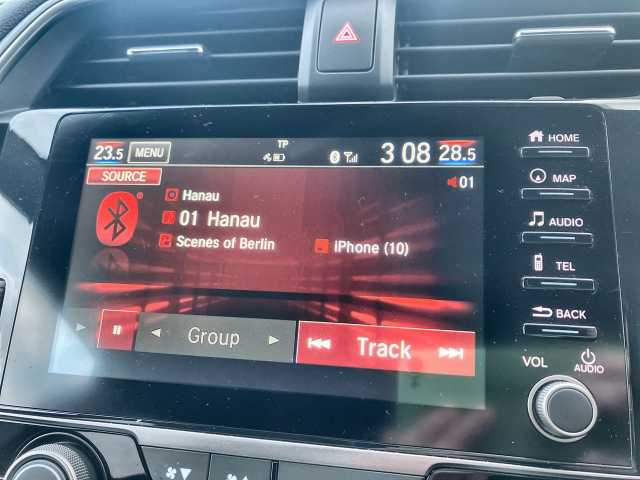 TP
23.5 MENU 3 08 28.5
SOURCE 01
Hanau
01 Hanau
Scenes of Berlin iPhone (10)
Group Track
HOME
MAP
AUDIO
TEL
BACK
VOL AUDIO